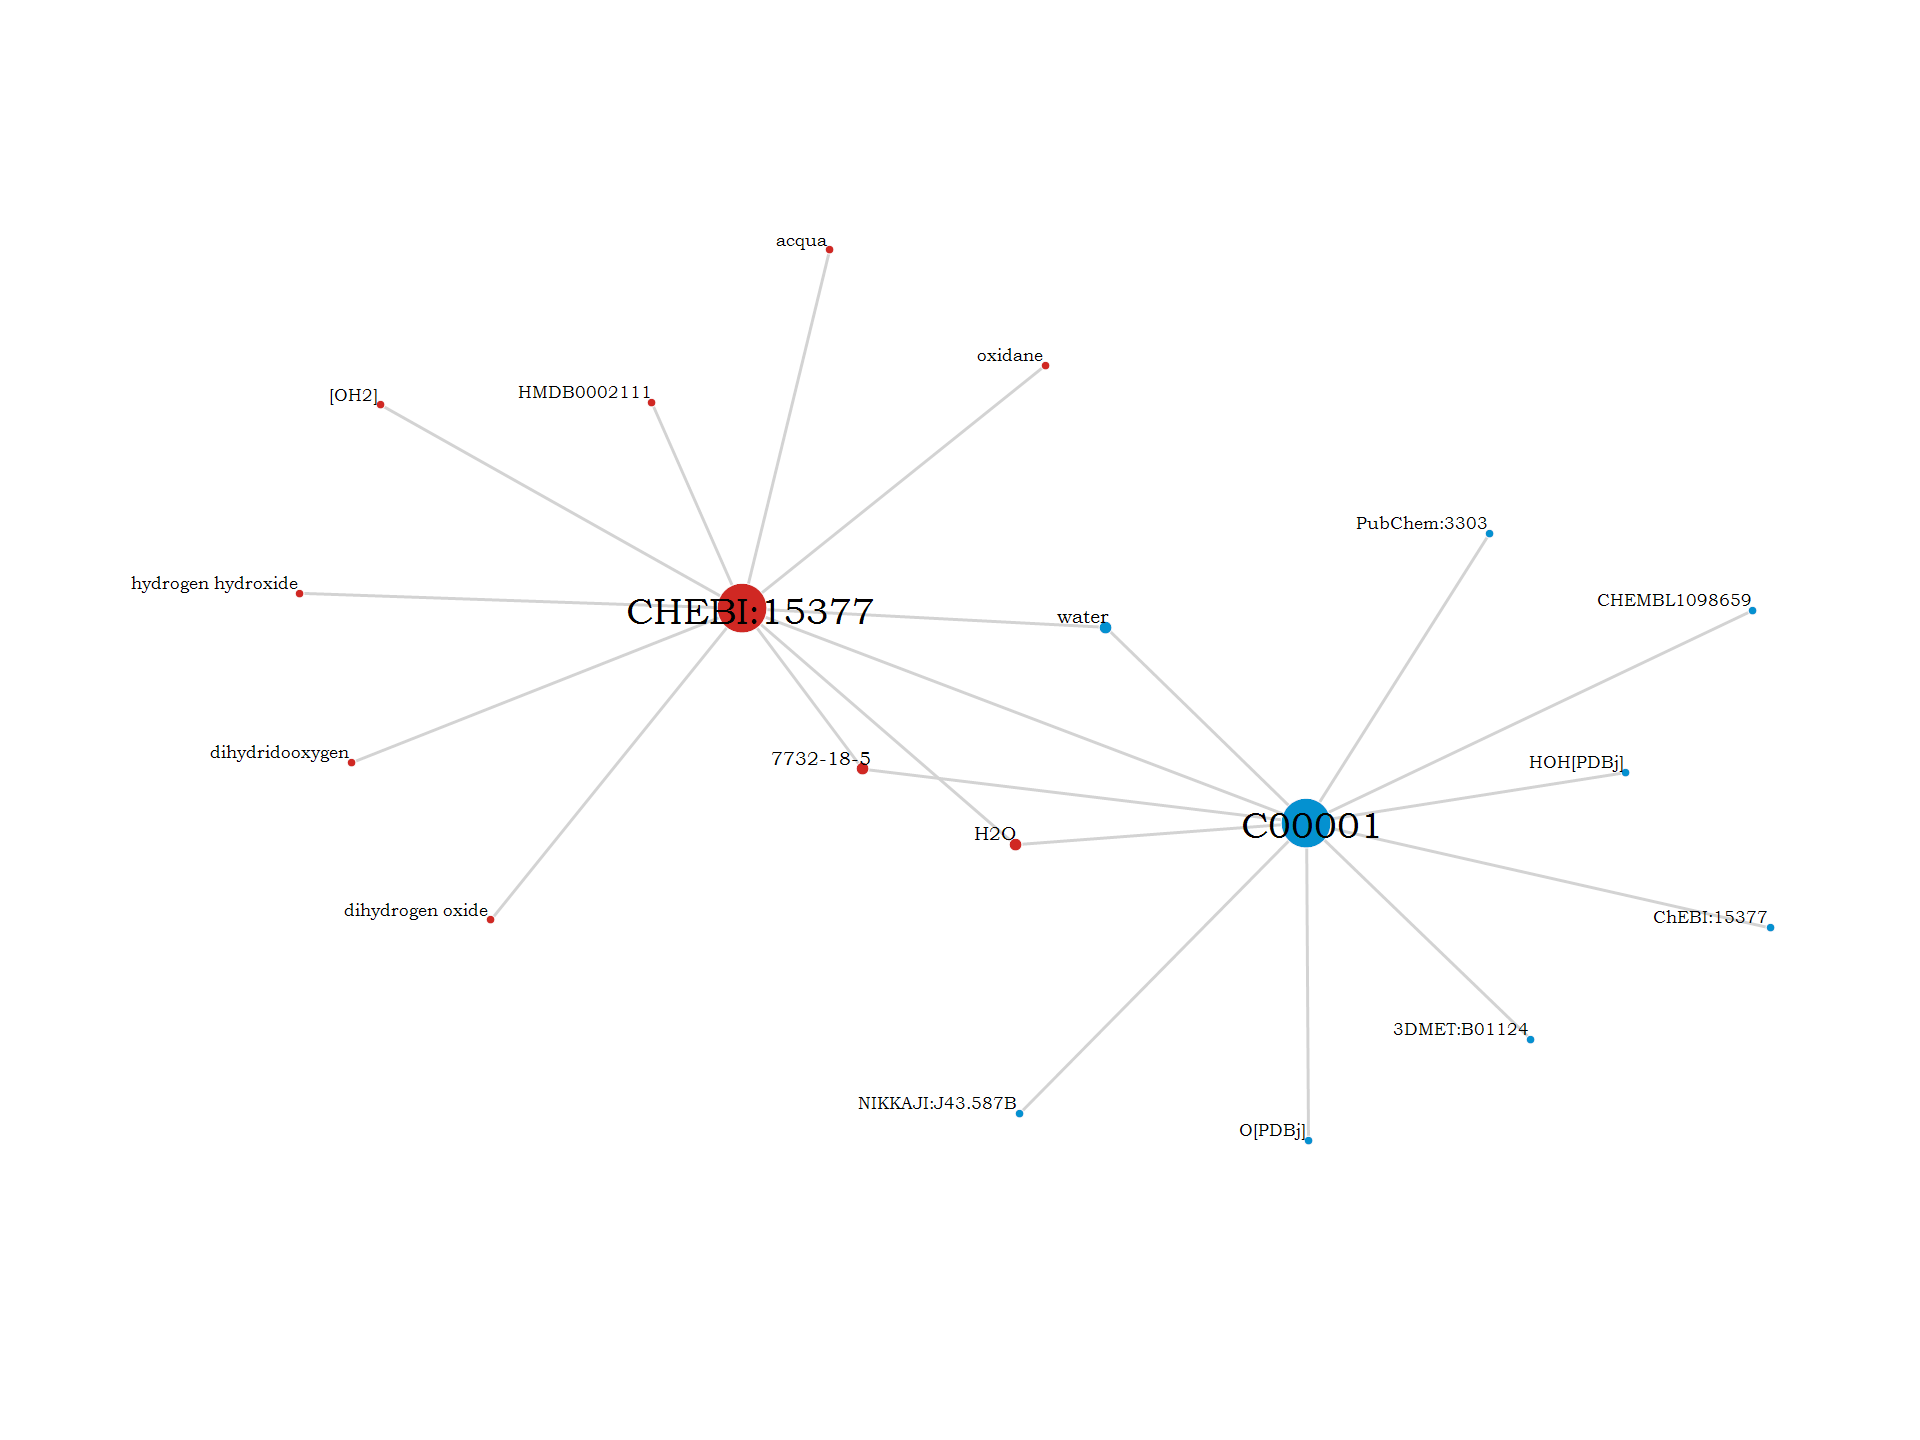 acqua
oxidane
[OH2]
HMDB0002111
PubChem:3303
hydrogen hydroxide
CHEMBL1098659
CHEBI:15377
water
dihydridooxygen
7732-18-5
HOH[PDBj]
H2O
C00001
dihydrogen oxide
ChEBI:15377
3DMET:B01124
NIKKAJI:J43.587B
O[PDBj]